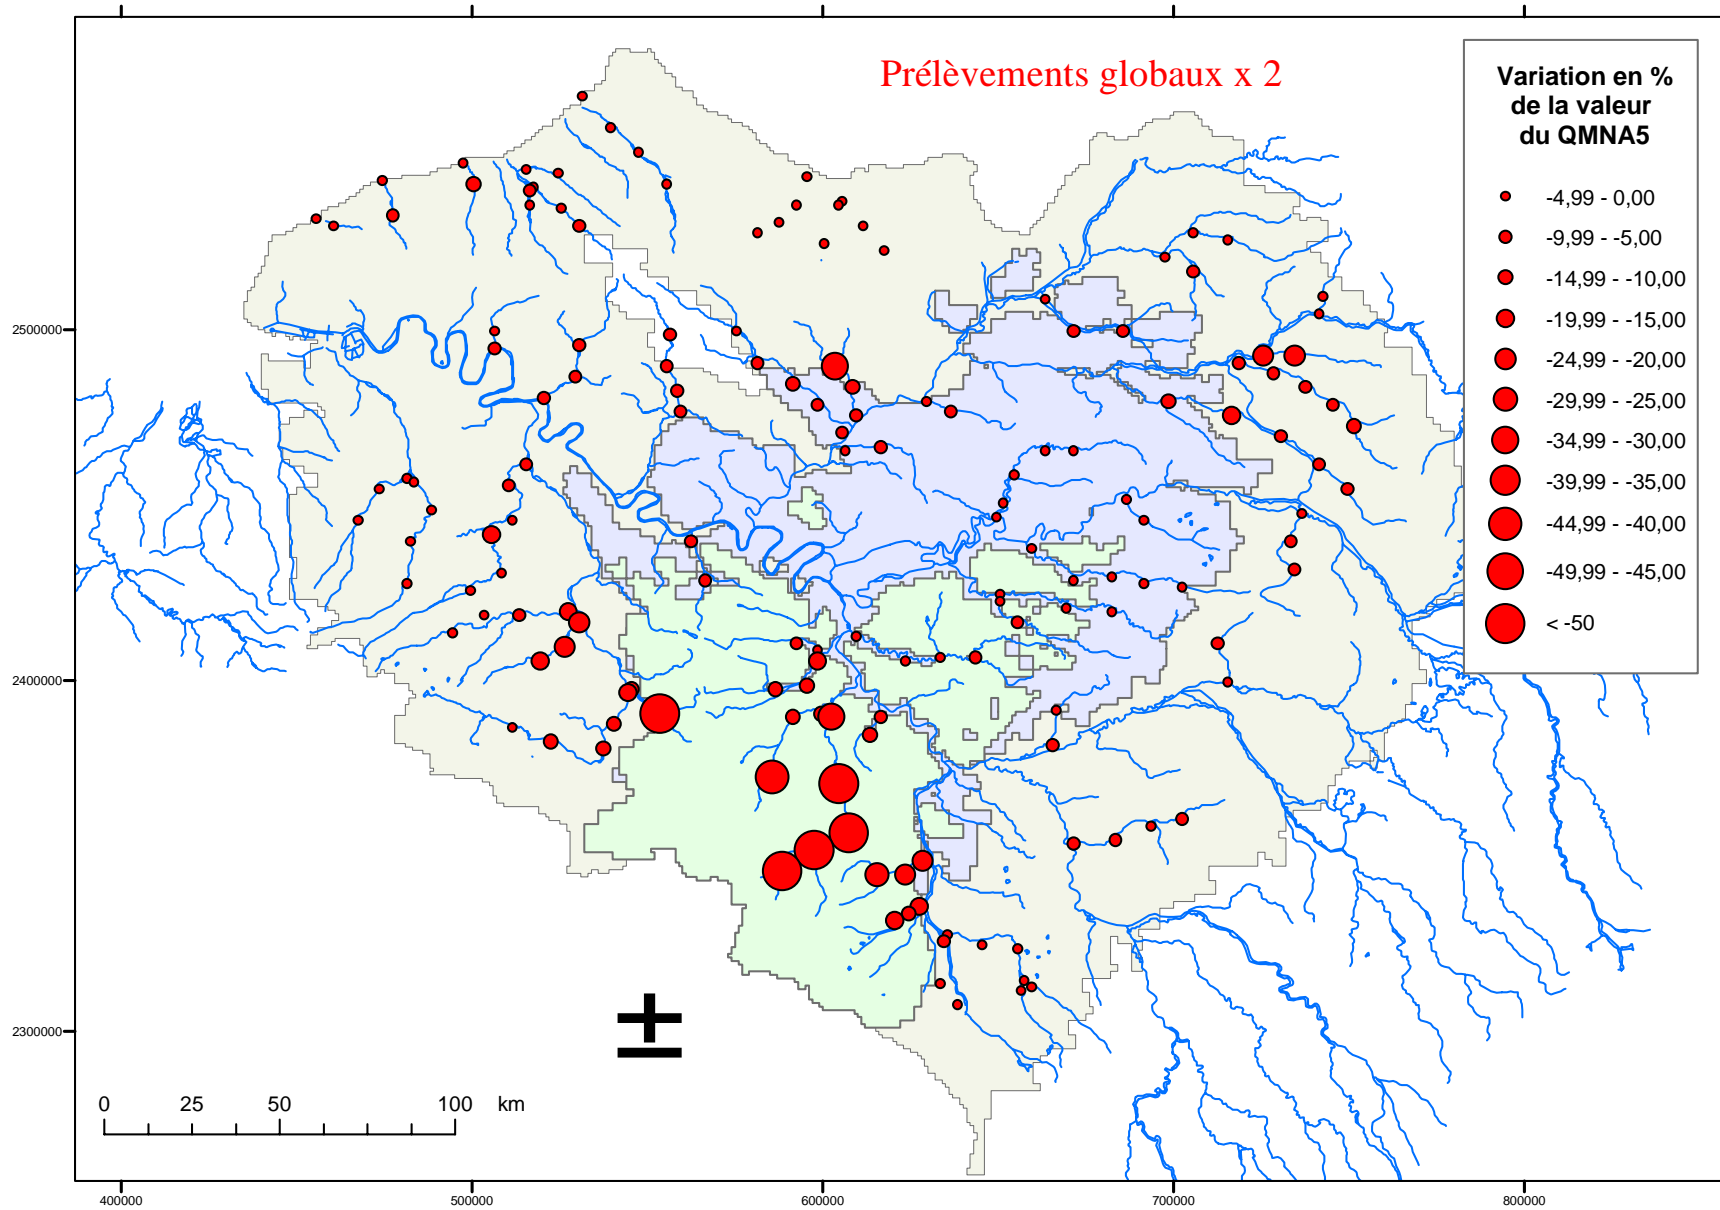 Prélèvements globaux x 2
Variation en %
de la valeur
du QMNA5
-4,99 - 0,00
-9,99 - -5,00
-14,99 - -10,00
-19,99 - -15,00
-24,99 - -20,00
-29,99 - -25,00
-34,99 - -30,00
-39,99 - -35,00
-44,99 - -40,00
-49,99 - -45,00
< -50
2500000
2400000
2300000
±
0 25 50 100 km
400000 500000 600000 700000 800000